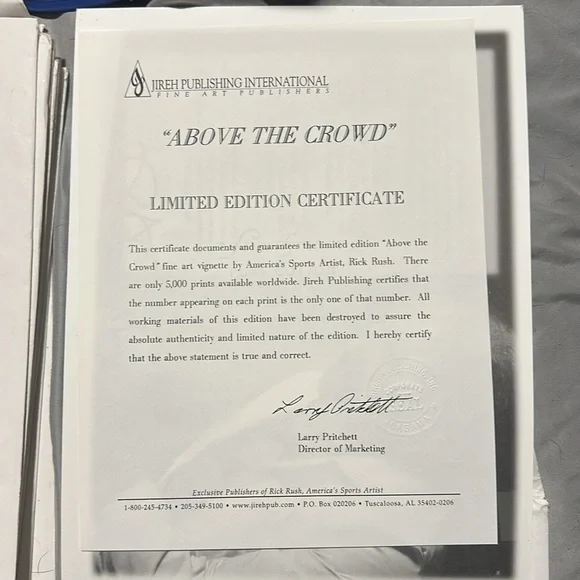 JIREH PUBLISHING INTERNATIONAL
FINE ART PUBLISHERS
“ABOVE THE CROWD”
LIMITED EDITION CERTIFICATE
This certificate documents and guarantees the limited edition “Above the
Crowd” fine art vignette by America's Sports Artist, Rick Rush. There
are only 5,000 prints available worldwide. Jireh Publishing certifies that
the number appearing on each print is the only one of that number. All
working materials of this edition have been destroyed to assure the
absolute authenticity and limited nature of the edition. I hereby certify
that the above statement is true and correct.
Larry Pritchett
SEAL
Larry Pritchett
Director of Marketing
Exclusive Publishers of Rick Rush, America's Sports Artist
1-800-245-4734 • 205-349-5100 • www.jirehpub.com • P.O. Box 020206 • Tuscaloosa, AL 35402-0206